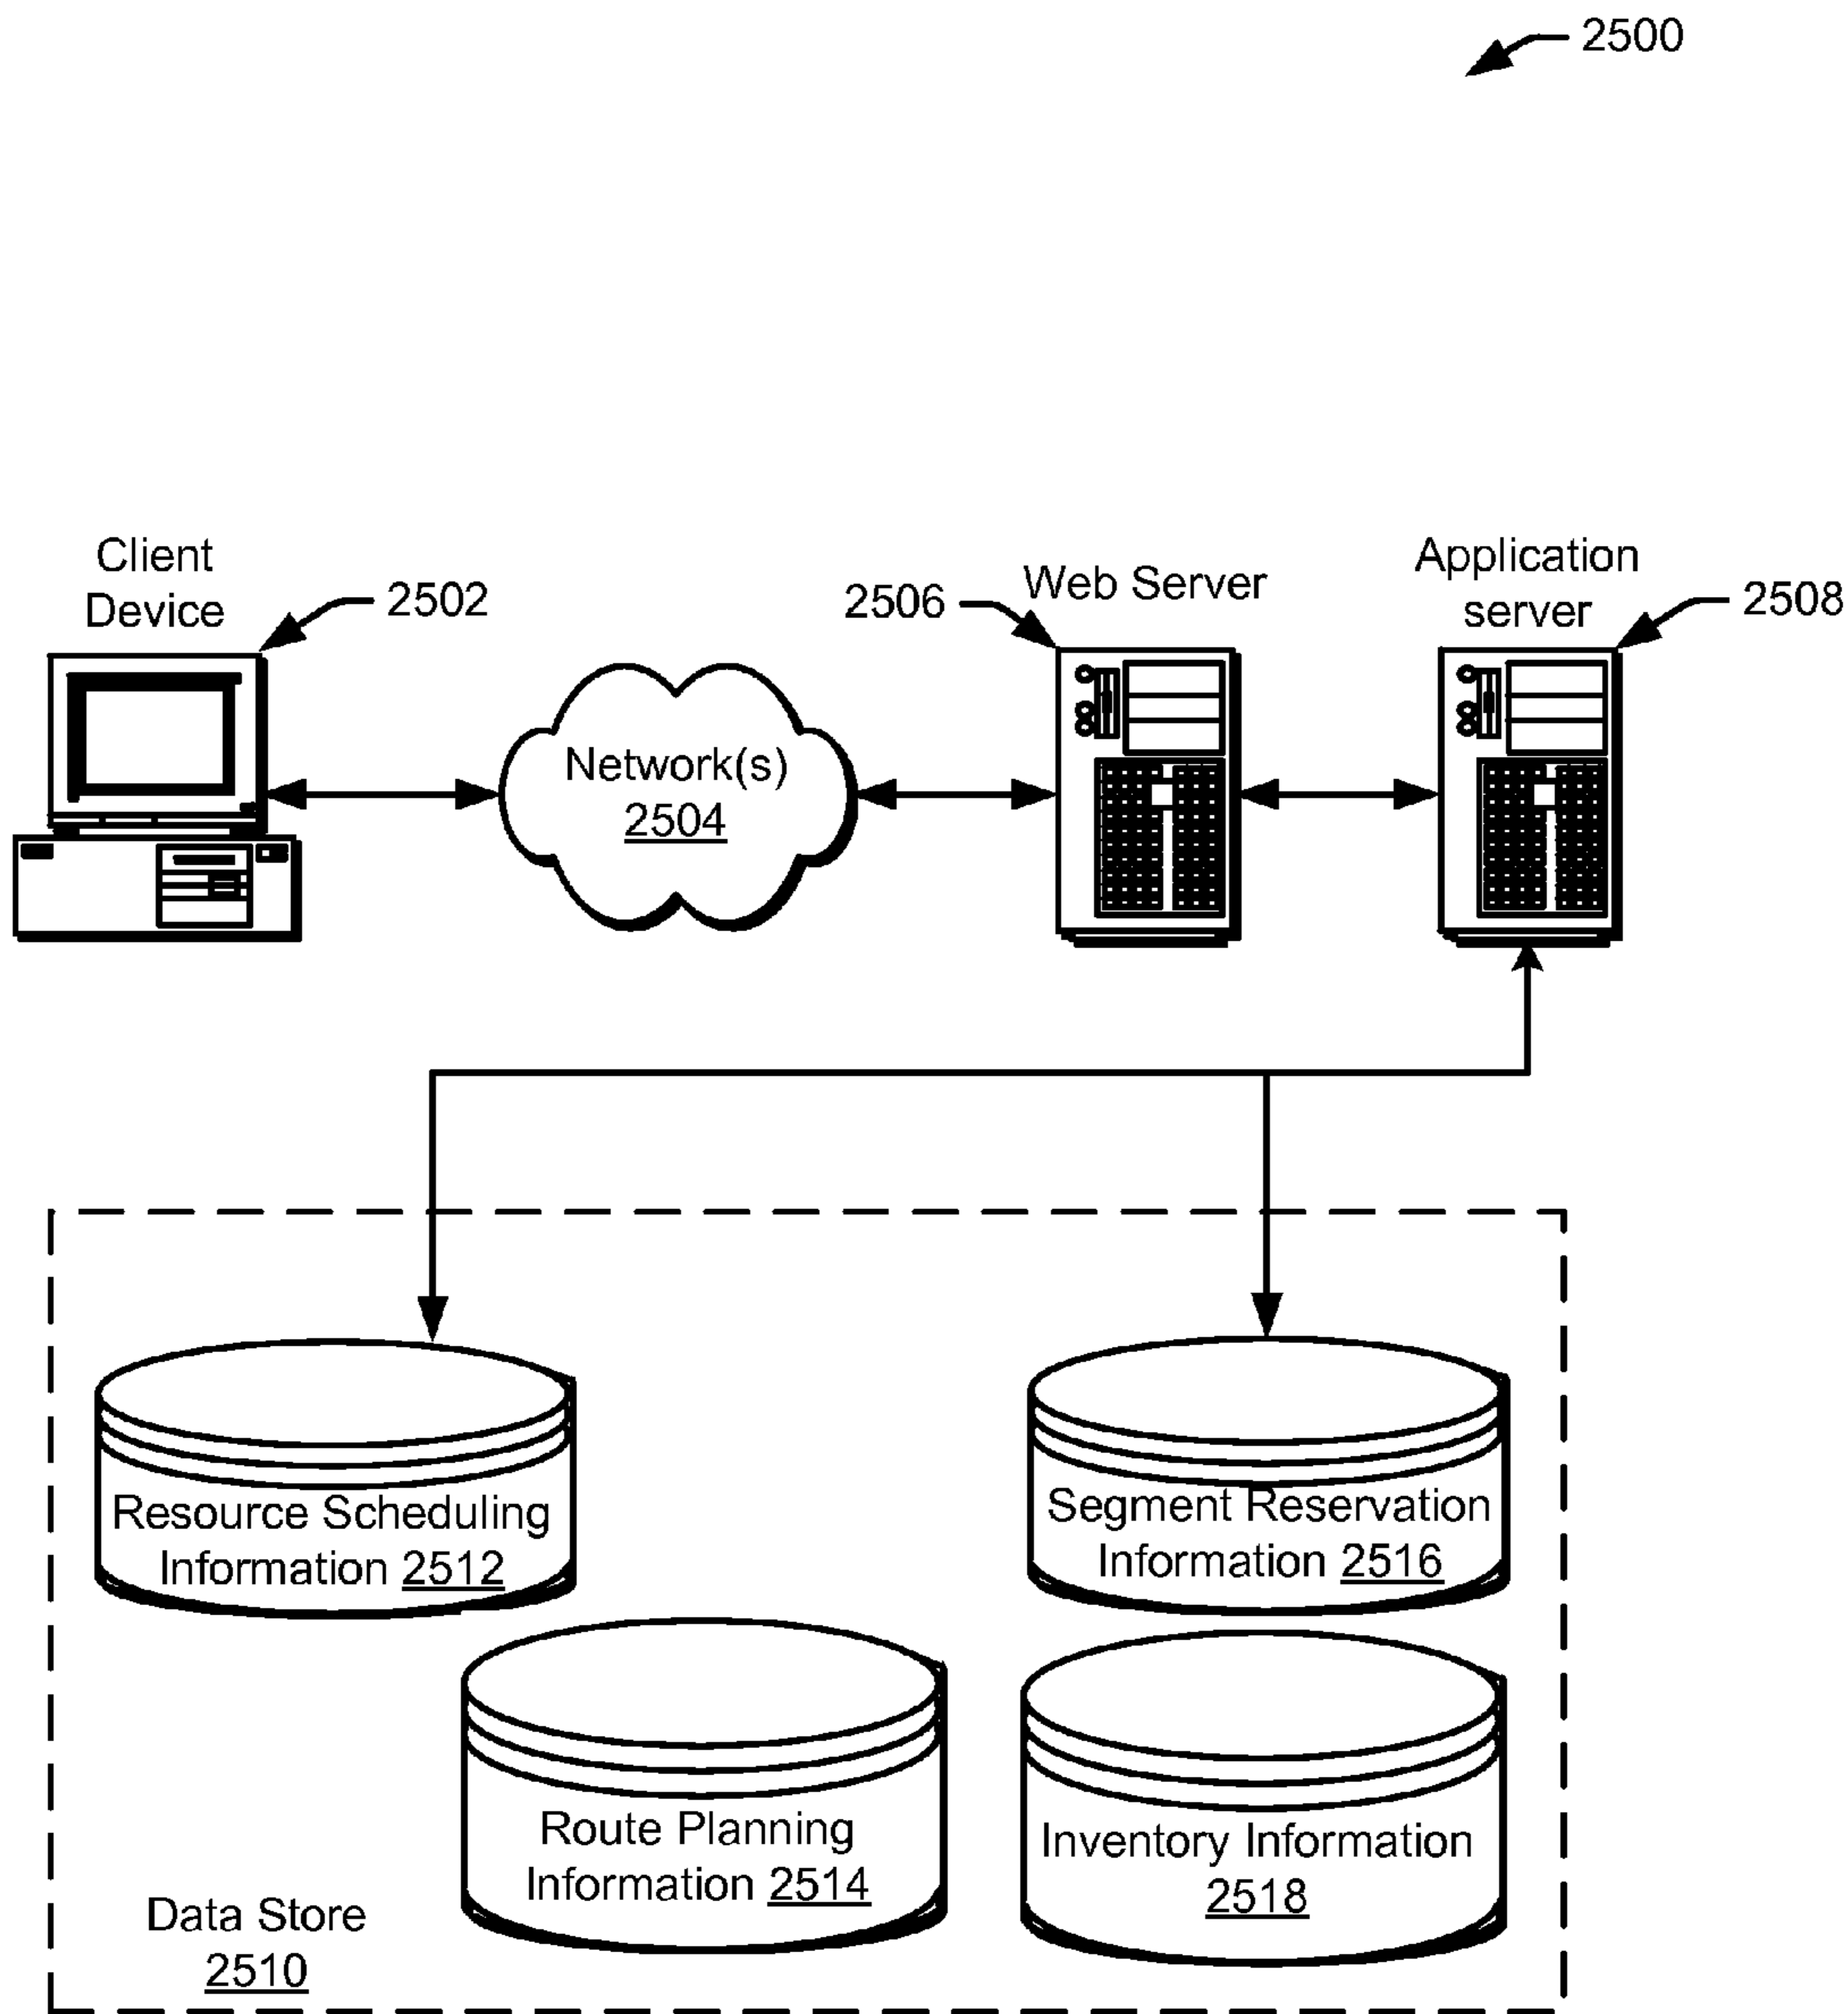 2500
Client
Device
2502
2506
Web Server
Application
server
2508
Network(s)
2504
Resource Scheduling
Information 2512
Segment Reservation
Information 2516
Route Planning
Information 2514
Inventory Information
2518
Data Store
2510